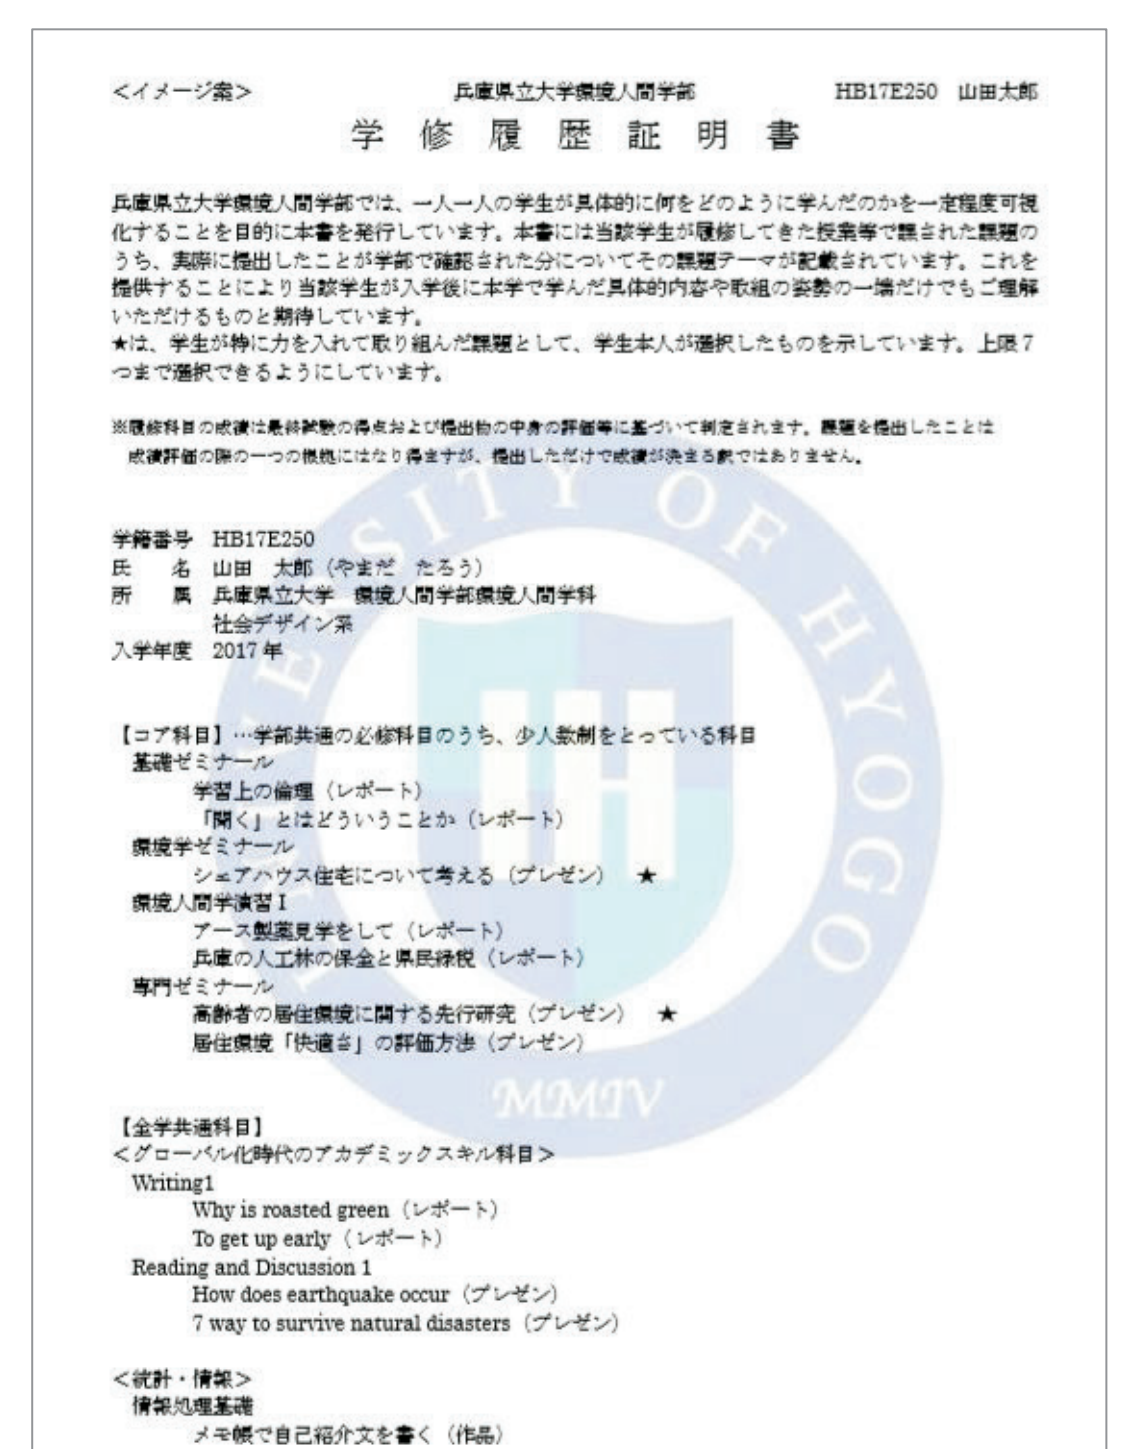 ＜イメージ案＞　兵庫県立大学環境人間学部　HB17E250　山田太郎
学修履歴証明書
兵庫県立大学環境人間学部では、一人一人の学生が具体的に何をどのように学んだのかを一定程度可視
化することを目的に本書を発行しています。本書には当該学生が履修してきた授業等で課された課題の
うち、実際に提出したことが学部で確認された分についてその課題テーマが記載されています。これを
提供することにより当該学生が入学後に本学で学んだ具体的内容や取組の姿勢の一端だけでもご理解
いただけるものと期待しています。
★は、学生が特に力を入れて取り組んだ課題として、学生本人が選択したものを示しています。上限７
つまで選択できるようにしています。
※履修科目の成績は最終試験の得点および提出物の中身の評価等に基づいて判定されます。課題を提出したことは
成績評価の際の一つの根拠にはなり得ますが、提出しただけで成績が決まる訳ではありません。
学籍番号　HB17E250
氏　　名　山田　太郎（やまだ　たろう）
所　　属　兵庫県立大学　環境人間学部環境人間学科
社会デザイン系
入学年度　2017 年
【コア科目】…学部共通の必修科目のうち、少人数制をとっている科目
基礎ゼミナール
学習上の倫理（レポート）
「聞く」とはどういうことか（レポート）
環境学ゼミナール
シェアハウス住宅について考える（プレゼン）　★
環境人間学演習Ⅰ
アース製薬見学をして（レポート）
兵庫の人工林の保全と県民緑税（レポート）
専門ゼミナール
高齢者の居住環境に関する先行研究（プレゼン）　★
居住環境「快適さ」の評価方法（プレゼン）
【全学共通科目】
＜グローバル化時代のアカデミックスキル科目＞
Writing1
Why is roasted green（レポート）
To get up early（レポート）
Reading and Discussion 1
How does earthquake occur（プレゼン）
7 way to survive natural disasters（プレゼン）
＜統計・情報＞
情報処理基礎
メモ帳で自己紹介文を書く（作品）
UNIVERSITY OF HYOGO
MMIV